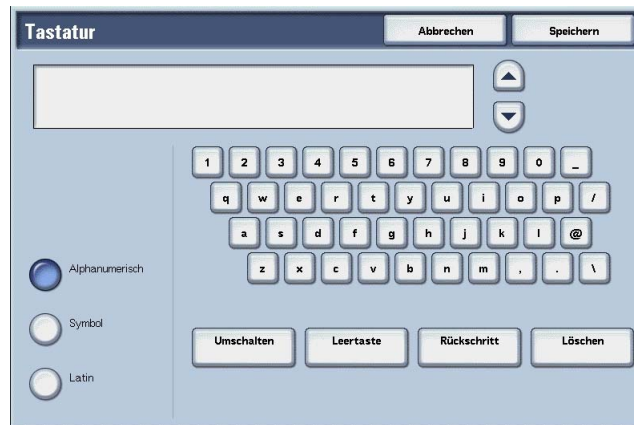 Tastatur Abbrechen Speichern
1 2 3 4 5 6 7 8 9 0 _
q w e r t y u i o p /
a s d f g h j k l @
z x c v b n m , . \
Alphanumerisch
Symbol
Latin
Umschalten Leertaste Rückschritt Löschen